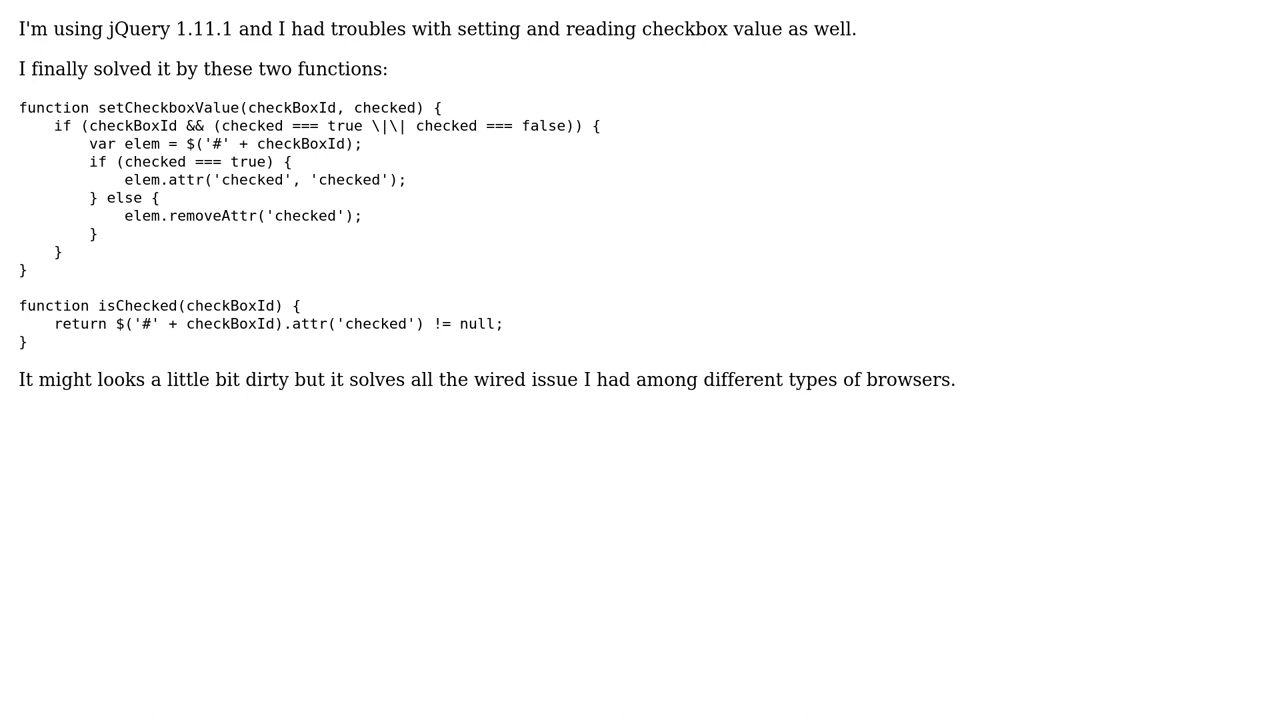 I'm using jQuery 1.11.1 and I had troubles with setting and reading checkbox value as well.
I finally solved it by these two functions:
function setCheckboxValue(checkBoxId, checked) {
    if (checkBoxId && (checked === true \|\| checked === false)) {
        var elem = $('#' + checkBoxId);
        if (checked === true) {
            elem.attr('checked', 'checked');
        } else {
            elem.removeAttr('checked');
        }
    }
}
function isChecked(checkBoxId) {
    return $('#' + checkBoxId).attr('checked') != null;
}
It might looks a little bit dirty but it solves all the wired issue I had among different types of browsers.